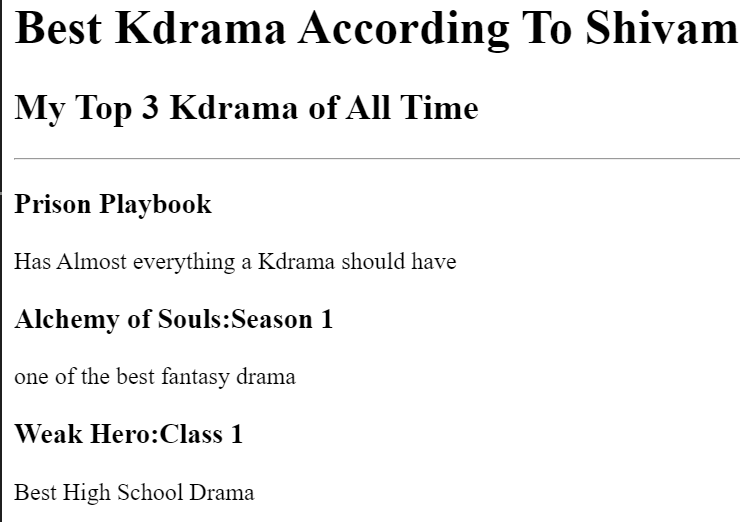 Best Kdrama According To Shivam
My Top 3 Kdrama of All Time
Prison Playbook
Has Almost everything a Kdrama should have
Alchemy of Souls:Season 1
one of the best fantasy drama
Weak Hero:Class 1
Best High School Drama